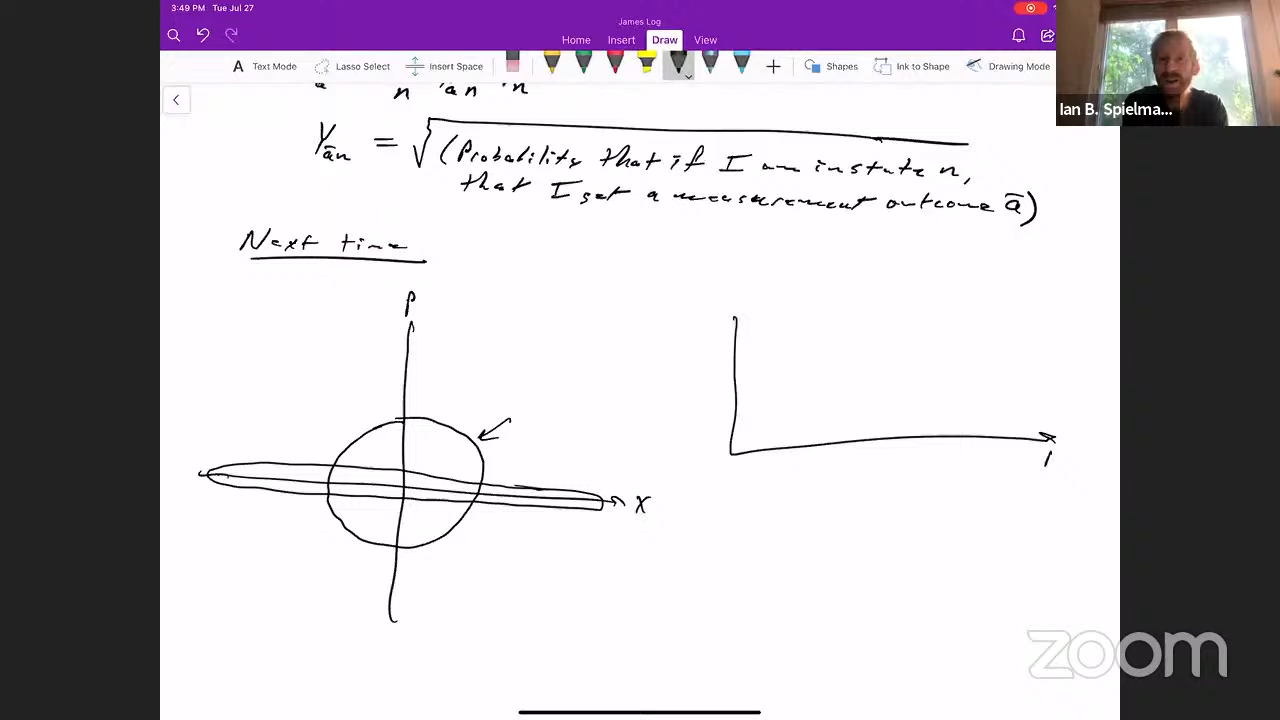 3:49 PM Tue Jul 27
James Log
Home Insert Draw View
A Text Mode Lasso Select Insert Space + Shapes Ink to Shape Drawing Mode
Ian B. Spielma...
a n an n
Yān = √(Probability that if I am in state n,
that I get a measurement outcome ā)
Next time
P
X
zoom